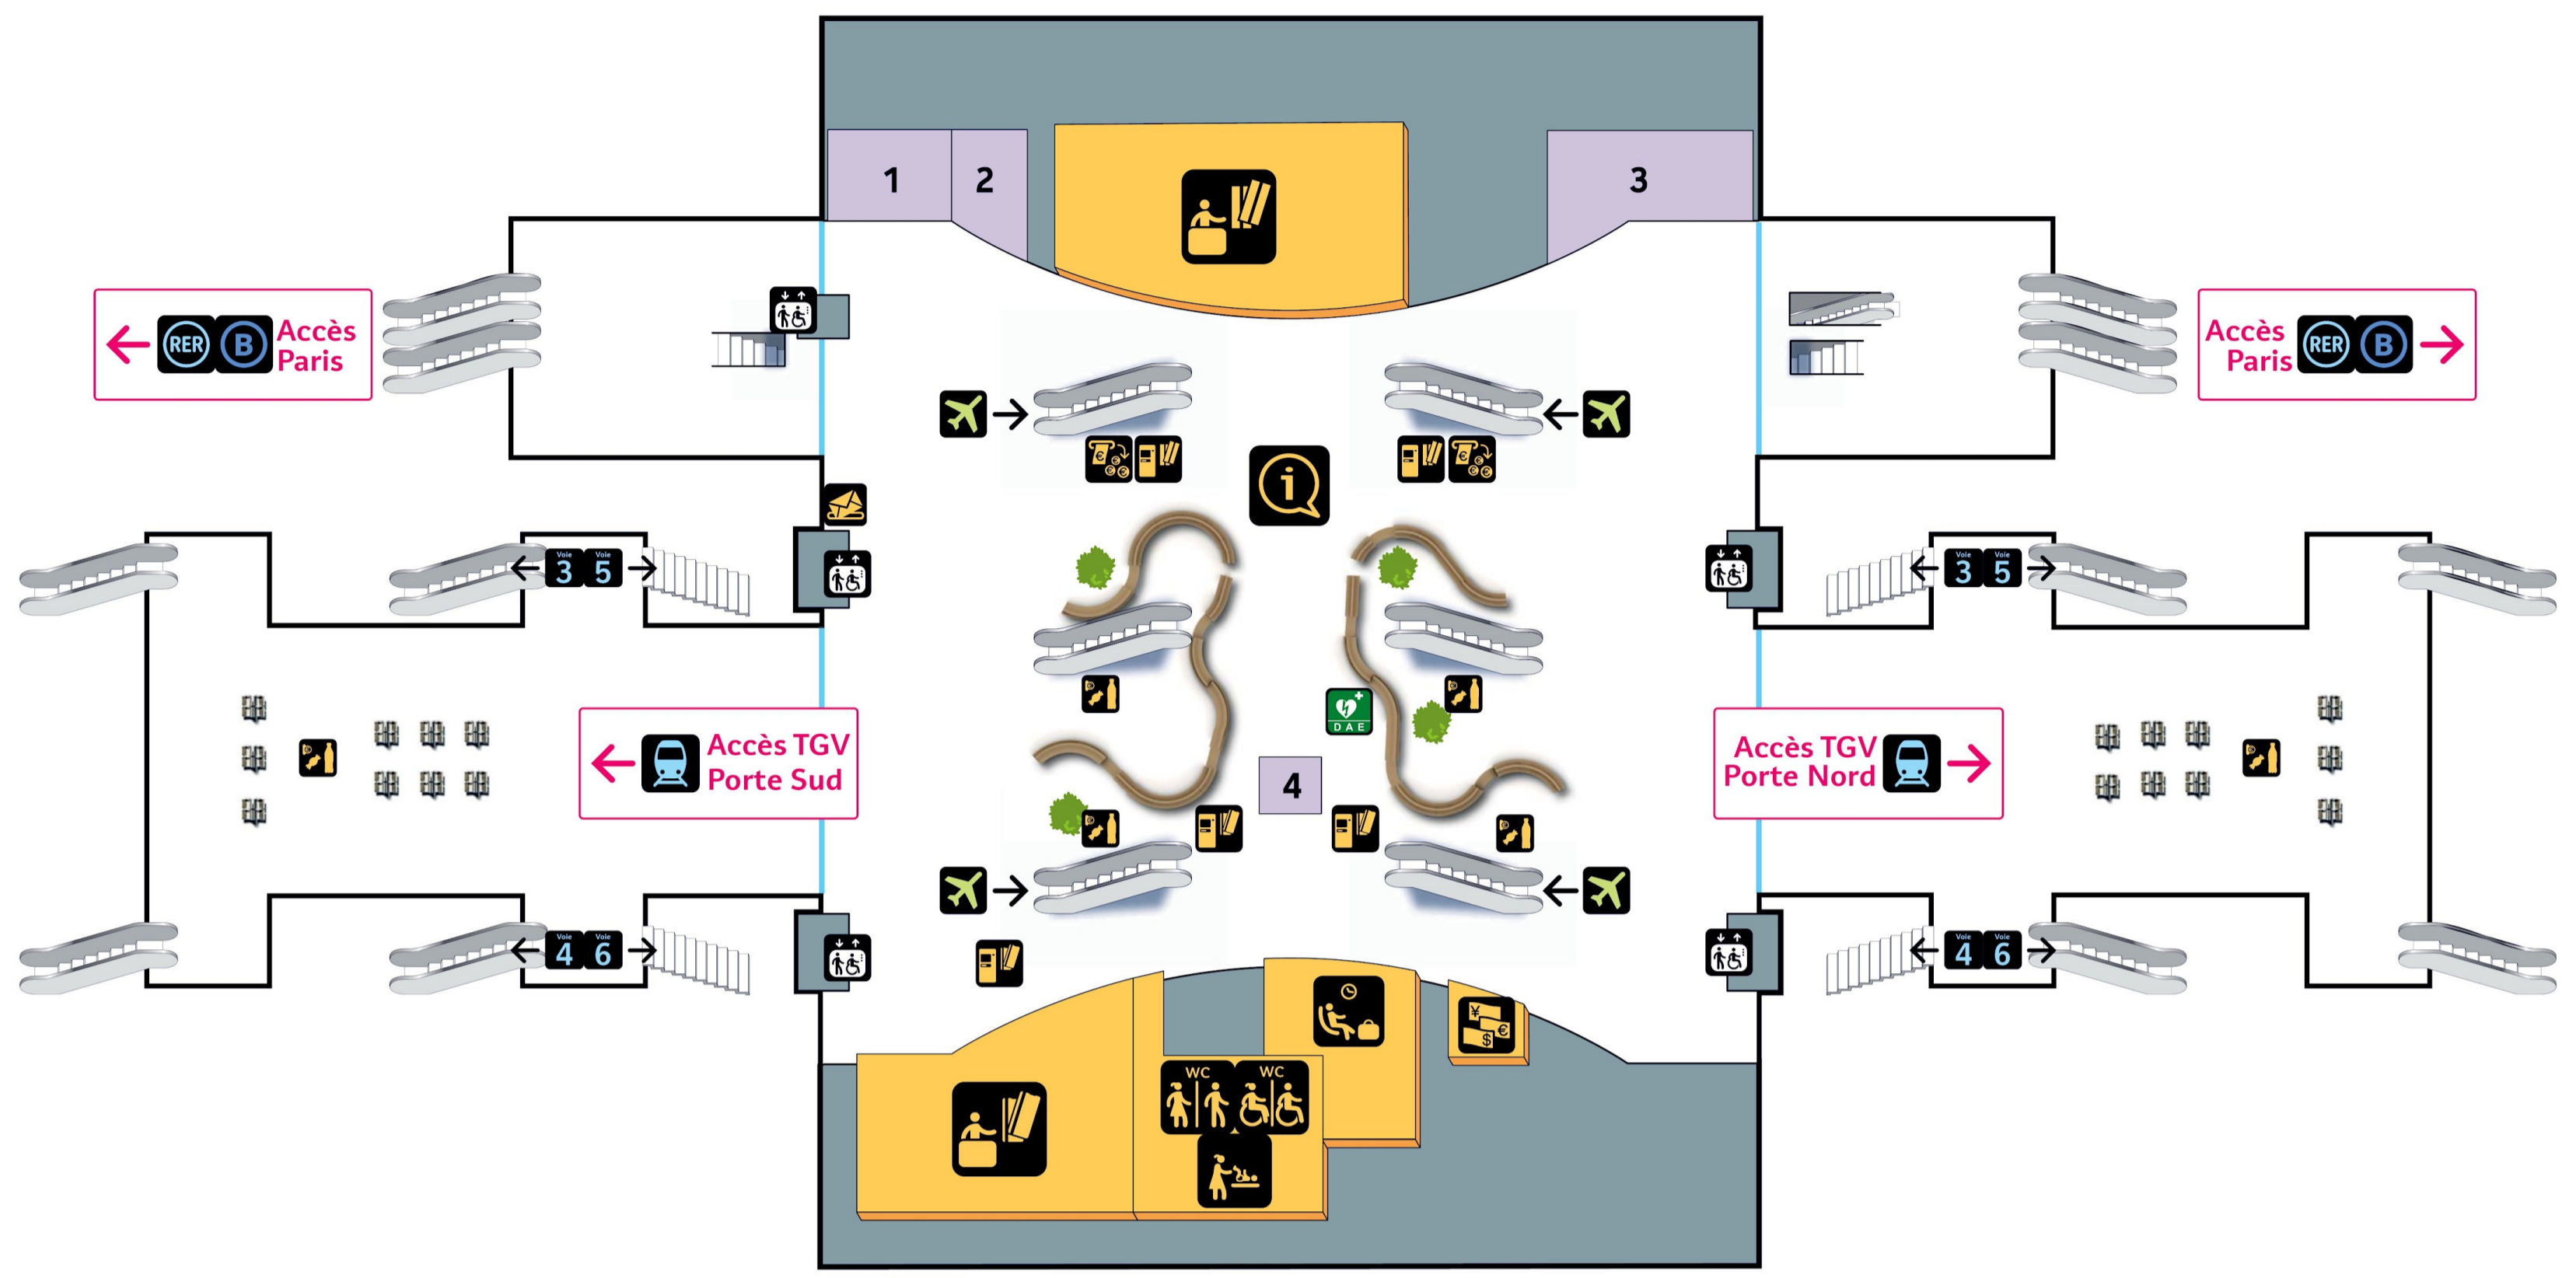 1
2
3
RER B Accès
Paris
Accès
Paris RER B
i
Voie Voie
3 5
Voie Voie
3 5
DAE
Accès TGV
Porte Sud
4
Accès TGV
Porte Nord
Voie Voie
4 6
Voie Voie
4 6
¥
€
$
WC WC